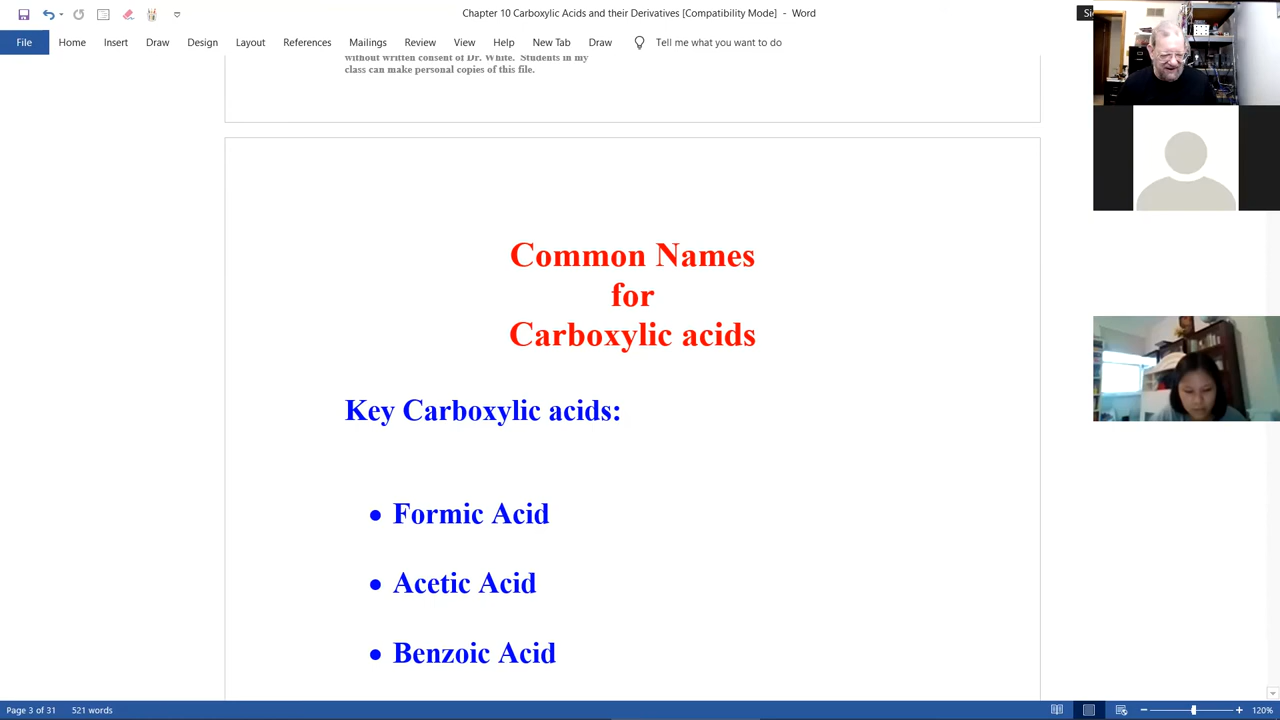 Chapter 10 Carboxylic Acids and their Derivatives [Compatibility Mode] - Word
File Home Insert Draw Design Layout References Mailings Review View Help New Tab Draw Tell me what you want to do
without written consent of Dr. White. Students in my
class can make personal copies of this file.
Common Names
for
Carboxylic acids
Key Carboxylic acids:
• Formic Acid
• Acetic Acid
• Benzoic Acid
Page 3 of 31 521 words 120%